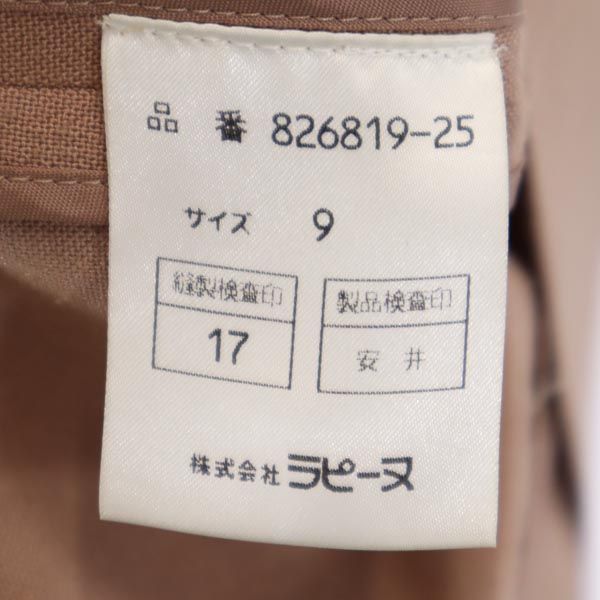 品 番 826819-25
サイズ 9
縫製検査印 製品検査印
17 安井
株式会社 ラピーヌ